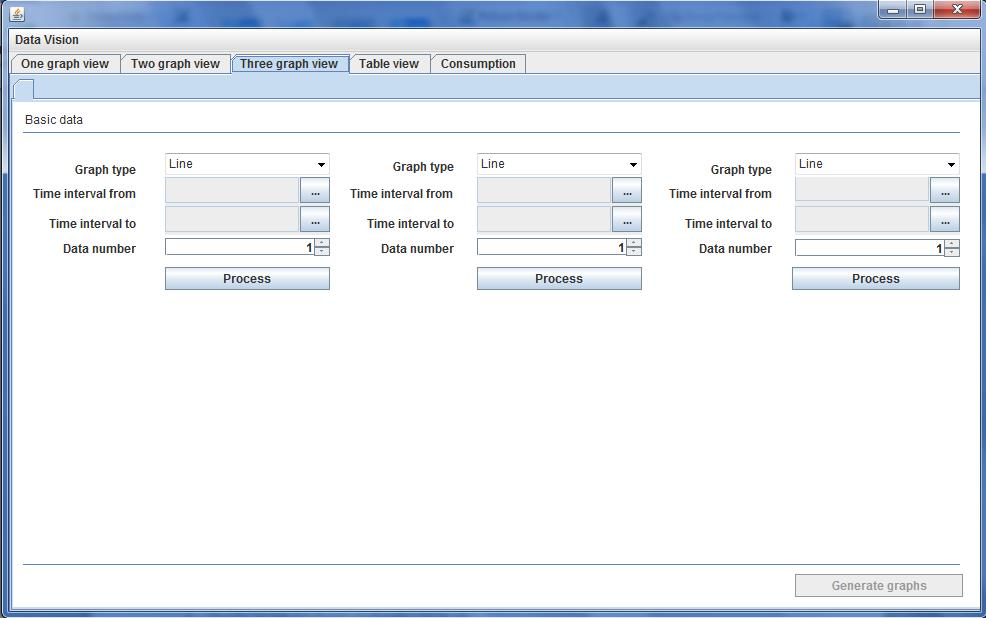 Data Vision
One graph view Two graph view Three graph view Table view Consumption
Basic data
Graph type Line Graph type Line Graph type Line
Time interval from ... Time interval from ... Time interval from ...
Time interval to ... Time interval to ... Time interval to ...
Data number 1 Data number 1 Data number 1
Process Process Process
Generate graphs